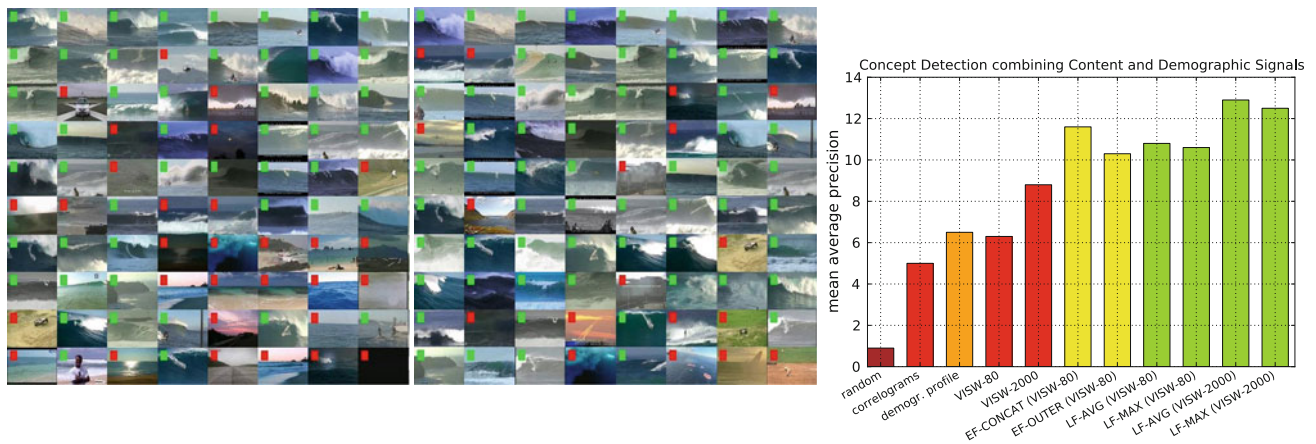 Concept Detection combining Content and Demographic Signals
mean average precision
14
12
10
8
6
4
2
0
random
correlograms
demogr. profile
VISW-80
VISW-2000
EF-CONCAT (VISW-80)
EF-OUTER (VISW-80)
LF-AVG (VISW-80)
LF-MAX (VISW-80)
LF-AVG (VISW-2000)
LF-MAX (VISW-2000)